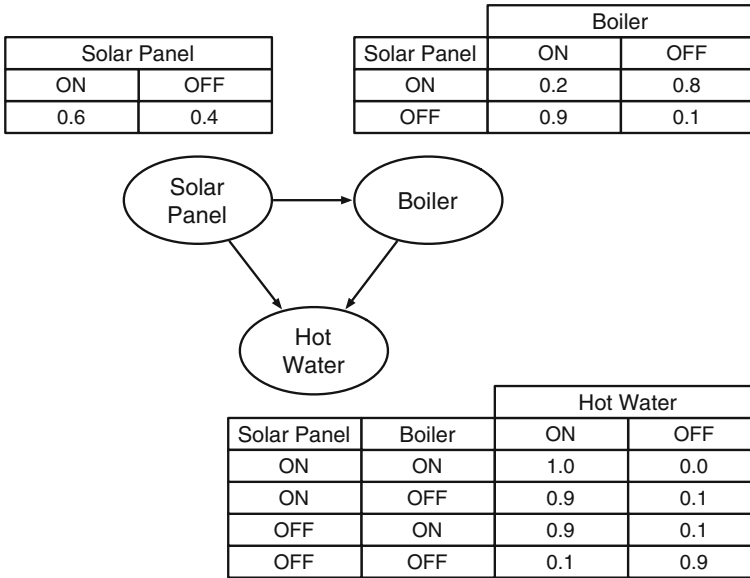 Solar Panel
ON OFF
0.6 0.4
Boiler
Solar Panel ON OFF
ON 0.2 0.8
OFF 0.9 0.1
Solar
Panel
Boiler
Hot
Water
Hot Water
Solar Panel Boiler ON OFF
ON ON 1.0 0.0
ON OFF 0.9 0.1
OFF ON 0.9 0.1
OFF OFF 0.1 0.9